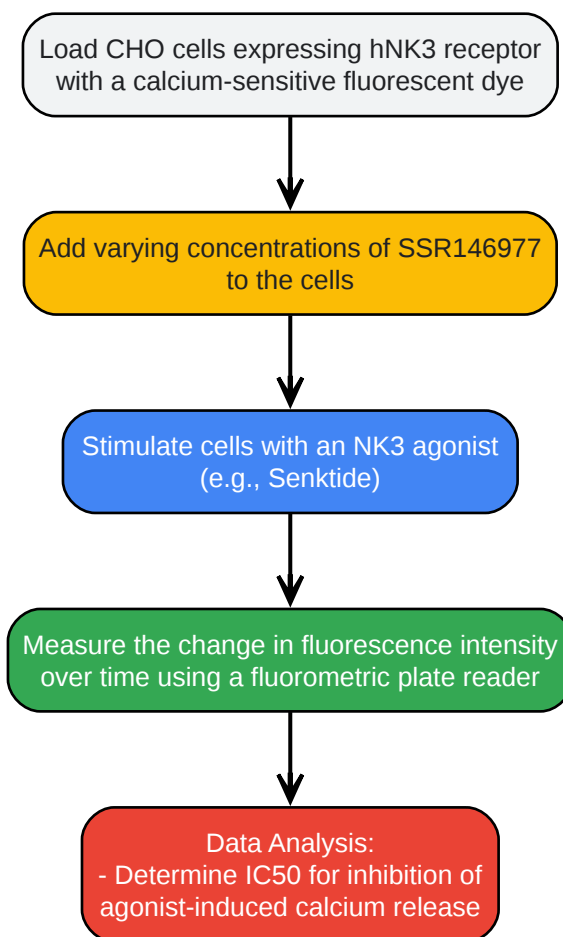 Load CHO cells expressing hNK3 receptor
with a calcium-sensitive fluorescent dye
Add varying concentrations of SSR146977
to the cells
Stimulate cells with an NK3 agonist
(e.g., Senktide)
Measure the change in fluorescence intensity
over time using a fluorometric plate reader
Data Analysis:
- Determine IC50 for inhibition of
agonist-induced calcium release